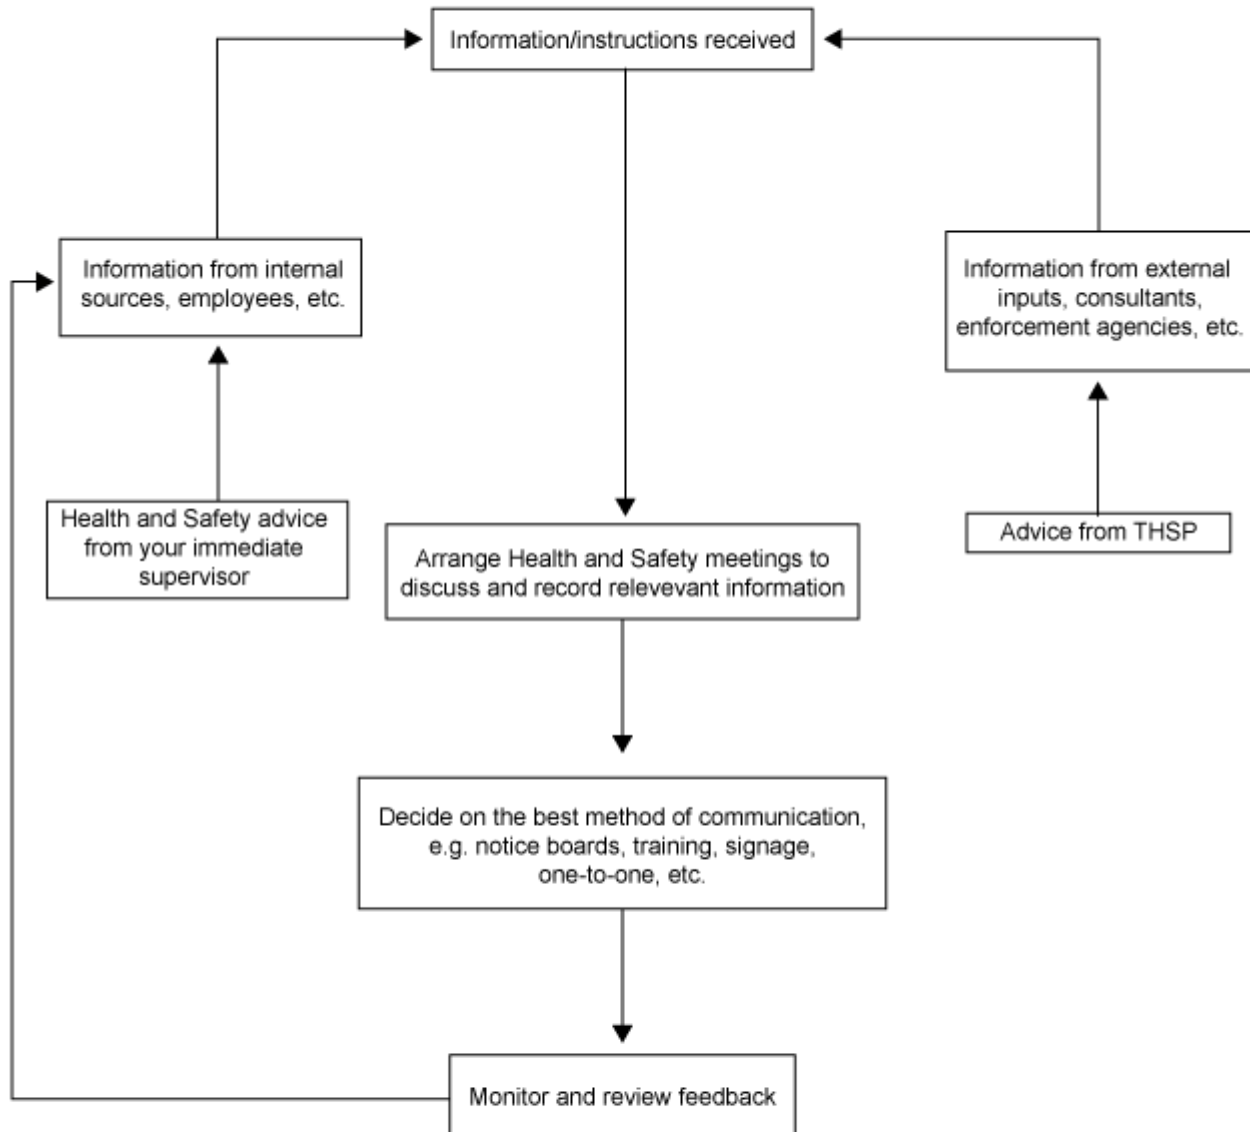 Information/instructions received
Information from internal
sources, employees, etc.
Information from external
inputs, consultants,
enforcement agencies, etc.
Health and Safety advice
from your immediate
supervisor
Advice from THSP
Arrange Health and Safety meetings to
discuss and record relevevant information
Decide on the best method of communication,
e.g. notice boards, training, signage,
one-to-one, etc.
Monitor and review feedback